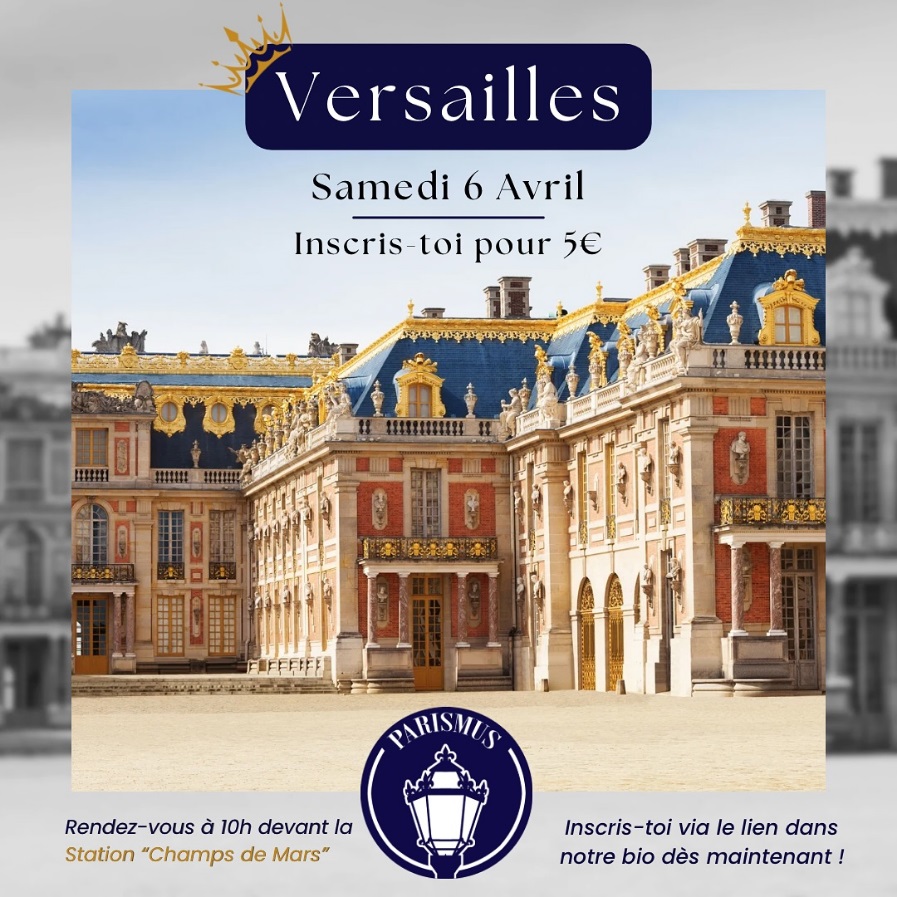 Versailles
Samedi 6 Avril
Inscris-toi pour 5€
PARISMUS
Rendez-vous à 10h devant la
Station “Champs de Mars”
Inscris-toi via le lien dans
notre bio dès maintenant !